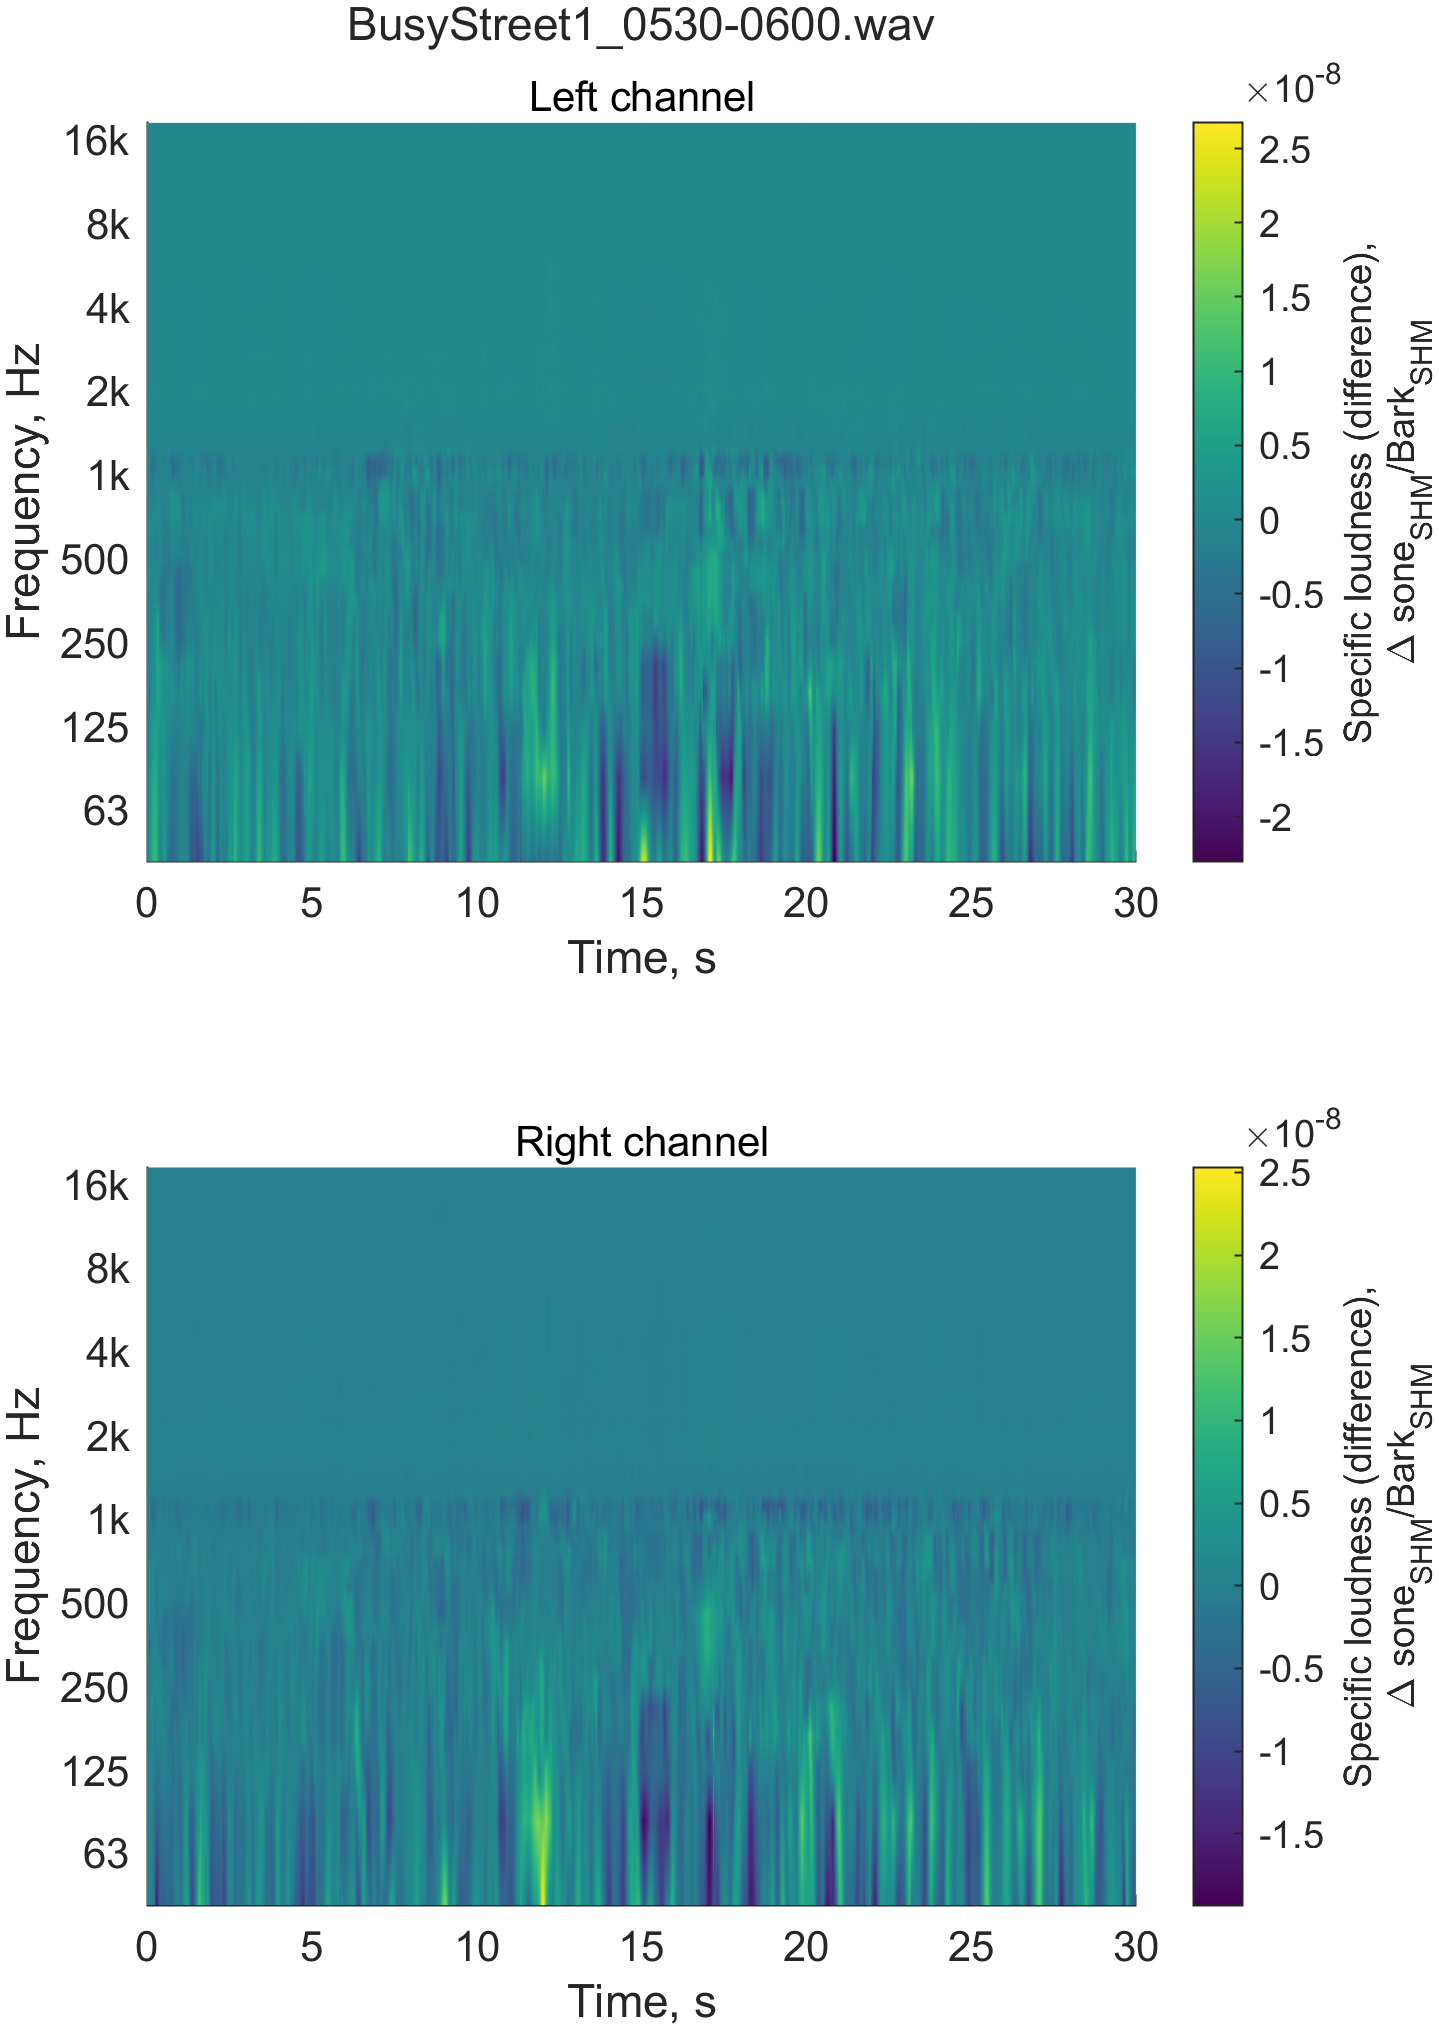 BusyStreet1_0530-0600.wav
Left channel
×10-8
16k
8k
4k
2k
1k
500
250
125
63
Frequency, Hz
0 5 10 15 20 25 30
Time, s
2.5
2
1.5
1
0.5
0
-0.5
-1
-1.5
-2
Specific loudness (difference),
Δ soneSHM/BarkSHM
Right channel
×10-8
16k
8k
4k
2k
1k
500
250
125
63
Frequency, Hz
0 5 10 15 20 25 30
Time, s
2.5
2
1.5
1
0.5
0
-0.5
-1
-1.5
Specific loudness (difference),
Δ soneSHM/BarkSHM